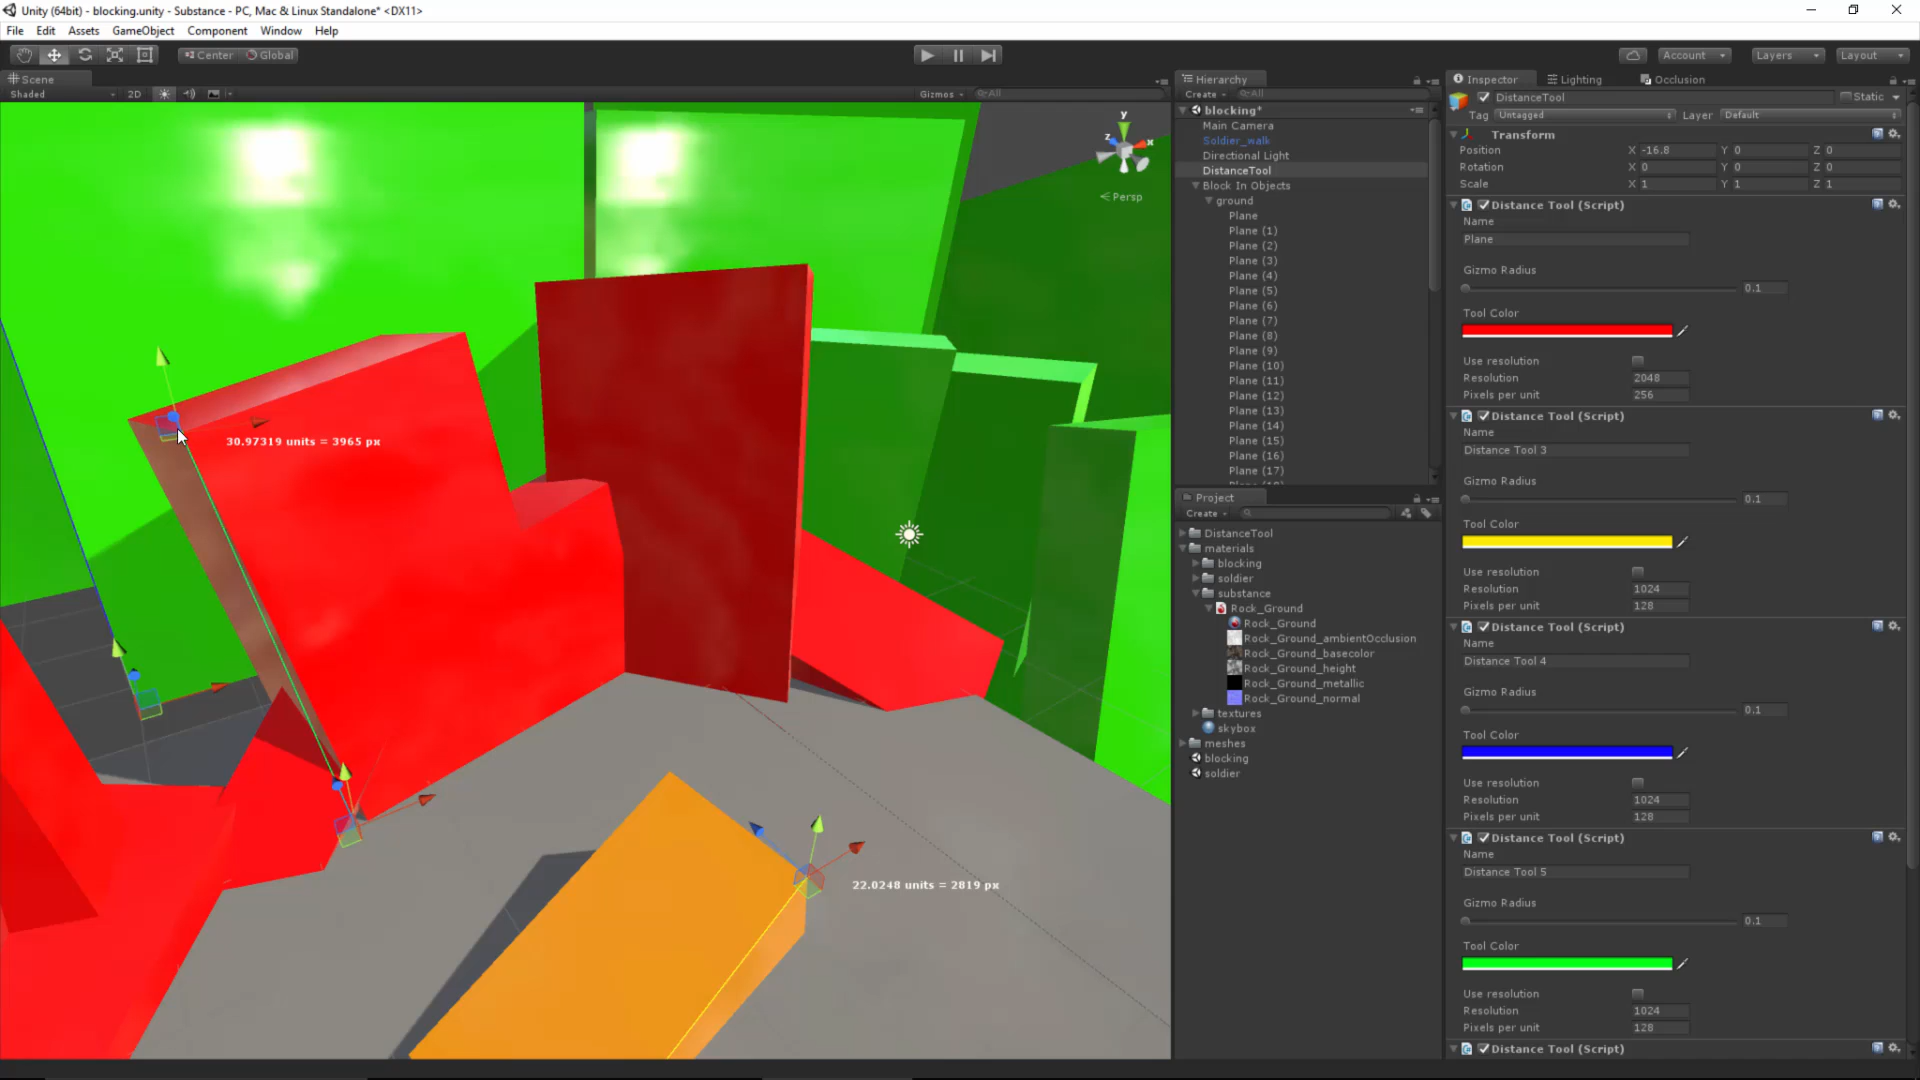 Unity (64bit) - blocking.unity - Substance - PC, Mac & Linux Standalone* <DX11>
File Edit Assets GameObject Component Window Help
Center Global
Account Layers Layout
Scene
Shaded 2D Gizmos All
y
z x
Persp
30.97319 units = 3965 px
22.0248 units = 2819 px
Hierarchy
Create All
blocking*
Main Camera
Soldier_walk
Directional Light
DistanceTool
Block In Objects
ground
Plane
Plane (1)
Plane (2)
Plane (3)
Plane (4)
Plane (5)
Plane (6)
Plane (7)
Plane (8)
Plane (9)
Plane (10)
Plane (11)
Plane (12)
Plane (13)
Plane (14)
Plane (15)
Plane (16)
Plane (17)
Project
Create
DistanceTool
materials
blocking
soldier
substance
Rock_Ground
Rock_Ground
Rock_Ground_ambientOcclusion
Rock_Ground_basecolor
Rock_Ground_height
Rock_Ground_metallic
Rock_Ground_normal
textures
skybox
meshes
blocking
soldier
Inspector Lighting Occlusion
DistanceTool Static
Tag Untagged Layer Default
Transform
Position X -16.8 Y 0 Z 0
Rotation X 0 Y 0 Z 0
Scale X 1 Y 1 Z 1
Distance Tool (Script)
Name
Plane
Gizmo Radius
0.1
Tool Color
Use resolution
Resolution 2048
Pixels per unit 256
Distance Tool (Script)
Name
Distance Tool 3
Gizmo Radius
0.1
Tool Color
Use resolution
Resolution 1024
Pixels per unit 128
Distance Tool (Script)
Name
Distance Tool 4
Gizmo Radius
0.1
Tool Color
Use resolution
Resolution 1024
Pixels per unit 128
Distance Tool (Script)
Name
Distance Tool 5
Gizmo Radius
0.1
Tool Color
Use resolution
Resolution 1024
Pixels per unit 128
Distance Tool (Script)